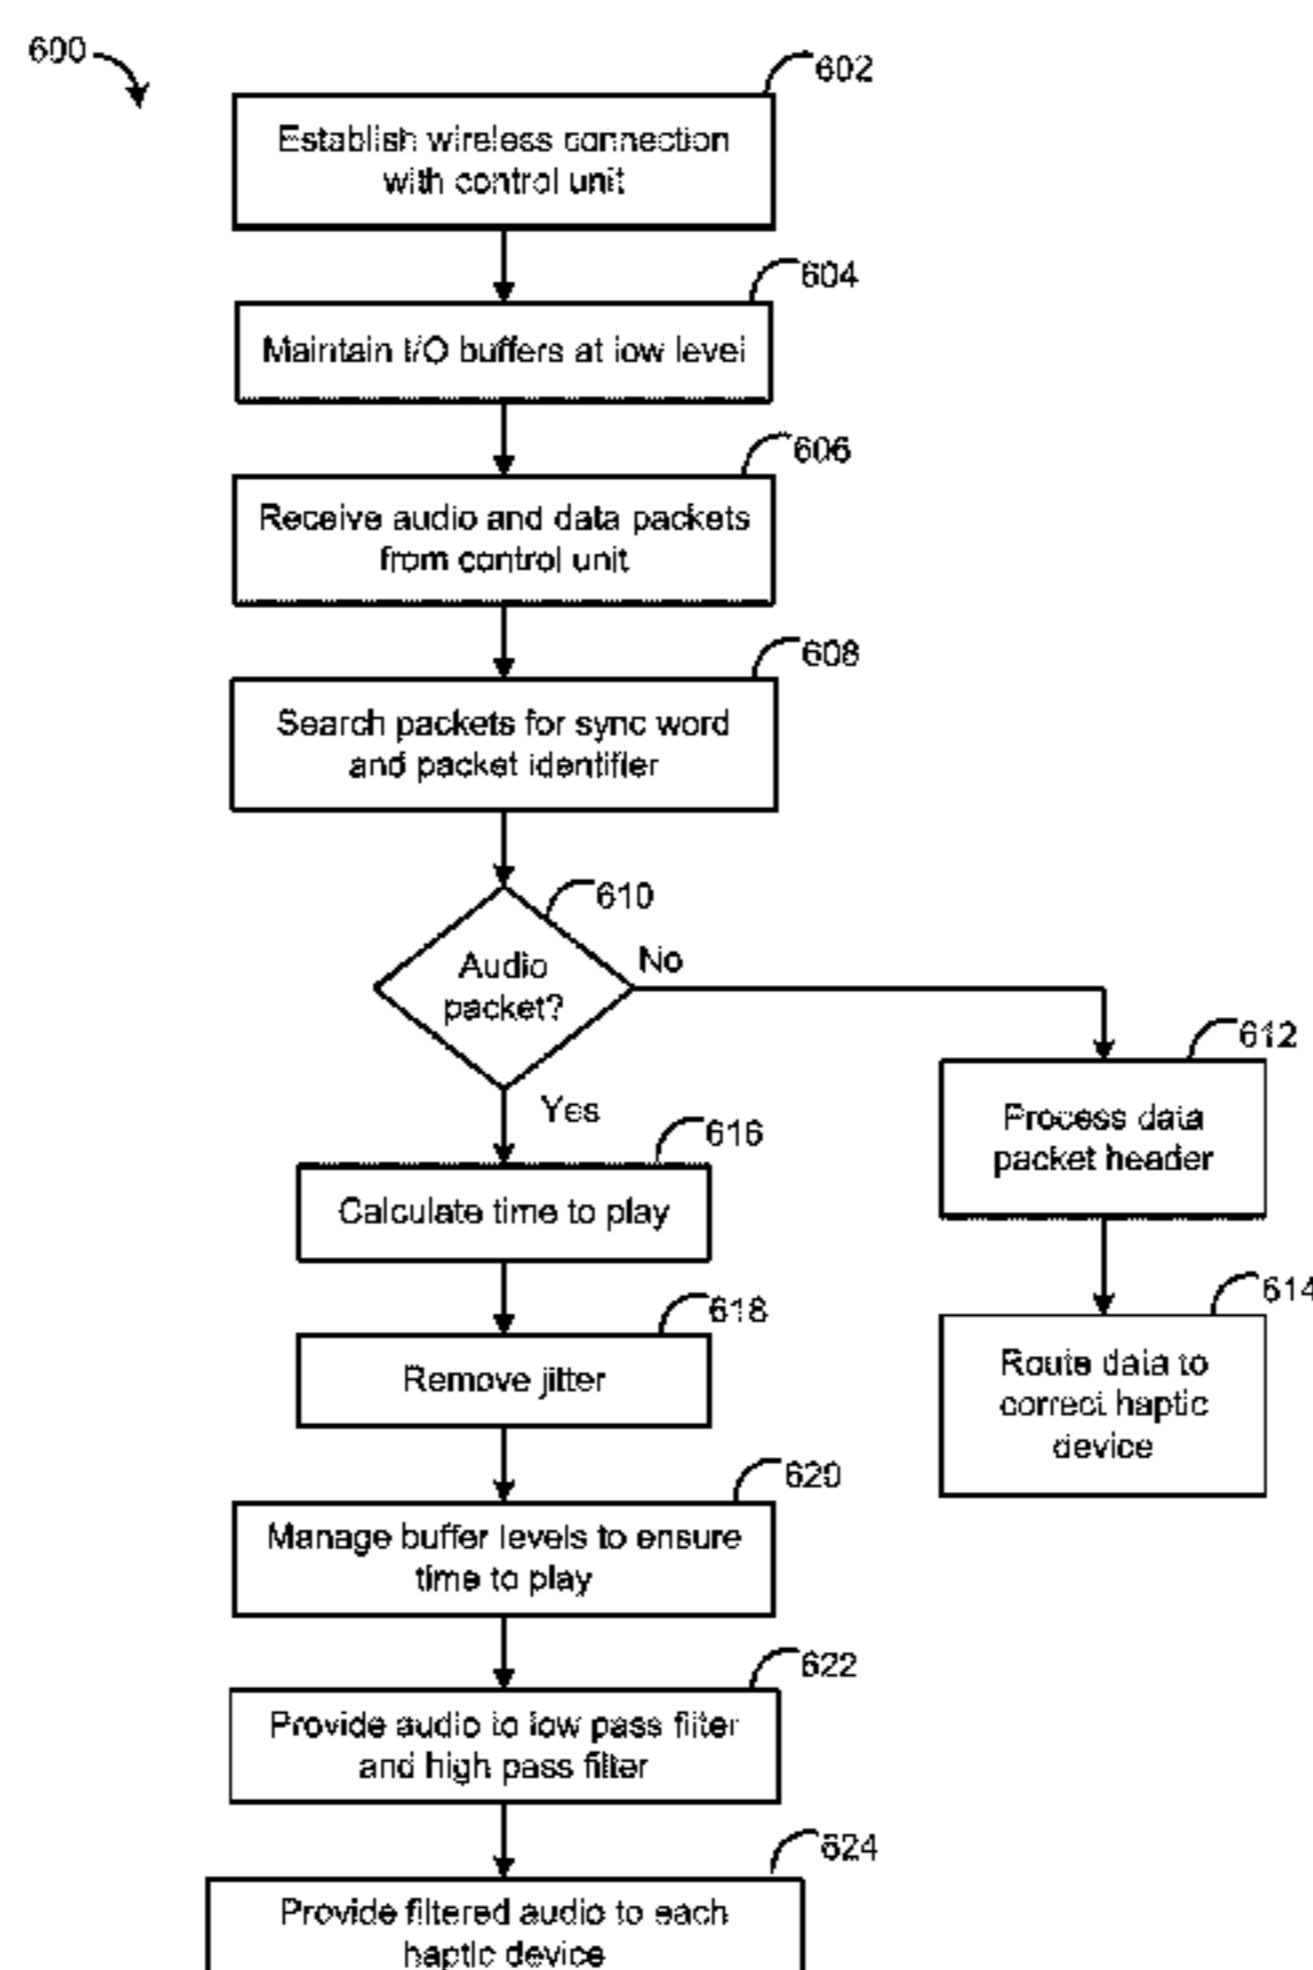 600
602
Establish wireless connection
with control unit
604
Maintain I/O buffers at low level
606
Receive audio and data packets
from control unit
608
Search packets for sync word
and packet identifier
610
Audio
packet?
No
Yes
612
Process data
packet header
614
Route data to
correct haptic
device
616
Calculate time to play
618
Remove jitter
620
Manage buffer levels to ensure
time to play
622
Provide audio to low pass filter
and high pass filter
624
Provide filtered audio to each
haptic device